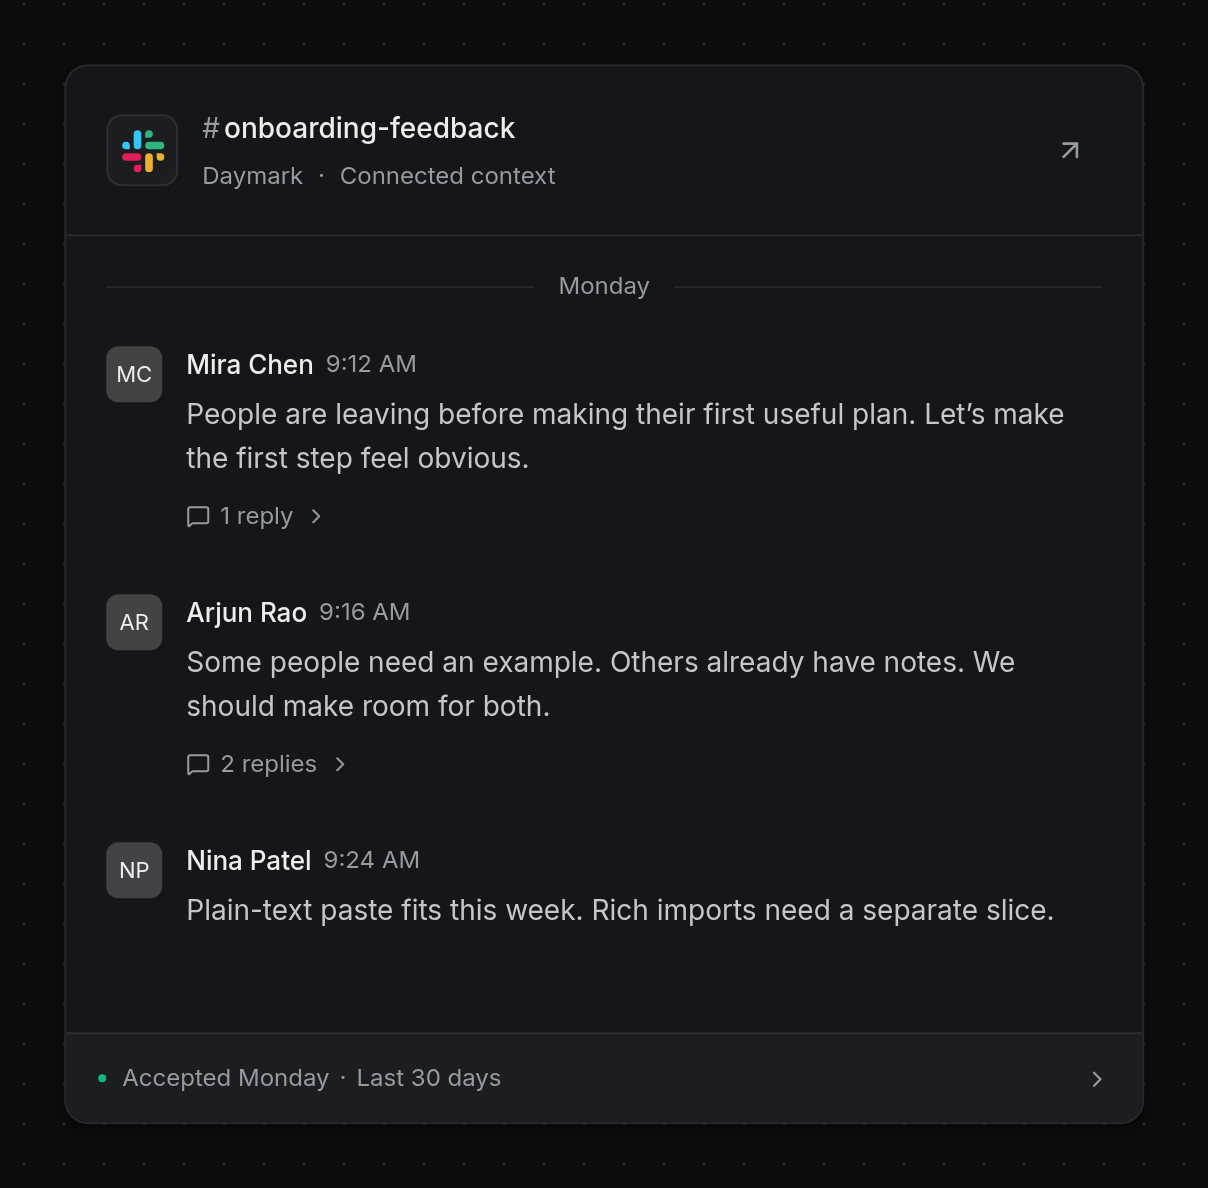 #onboarding-feedback
Daymark · Connected context
Monday
MC
Mira Chen 9:12 AM
People are leaving before making their first useful plan. Let’s make
the first step feel obvious.
1 reply
AR
Arjun Rao 9:16 AM
Some people need an example. Others already have notes. We
should make room for both.
2 replies
NP
Nina Patel 9:24 AM
Plain-text paste fits this week. Rich imports need a separate slice.
Accepted Monday · Last 30 days